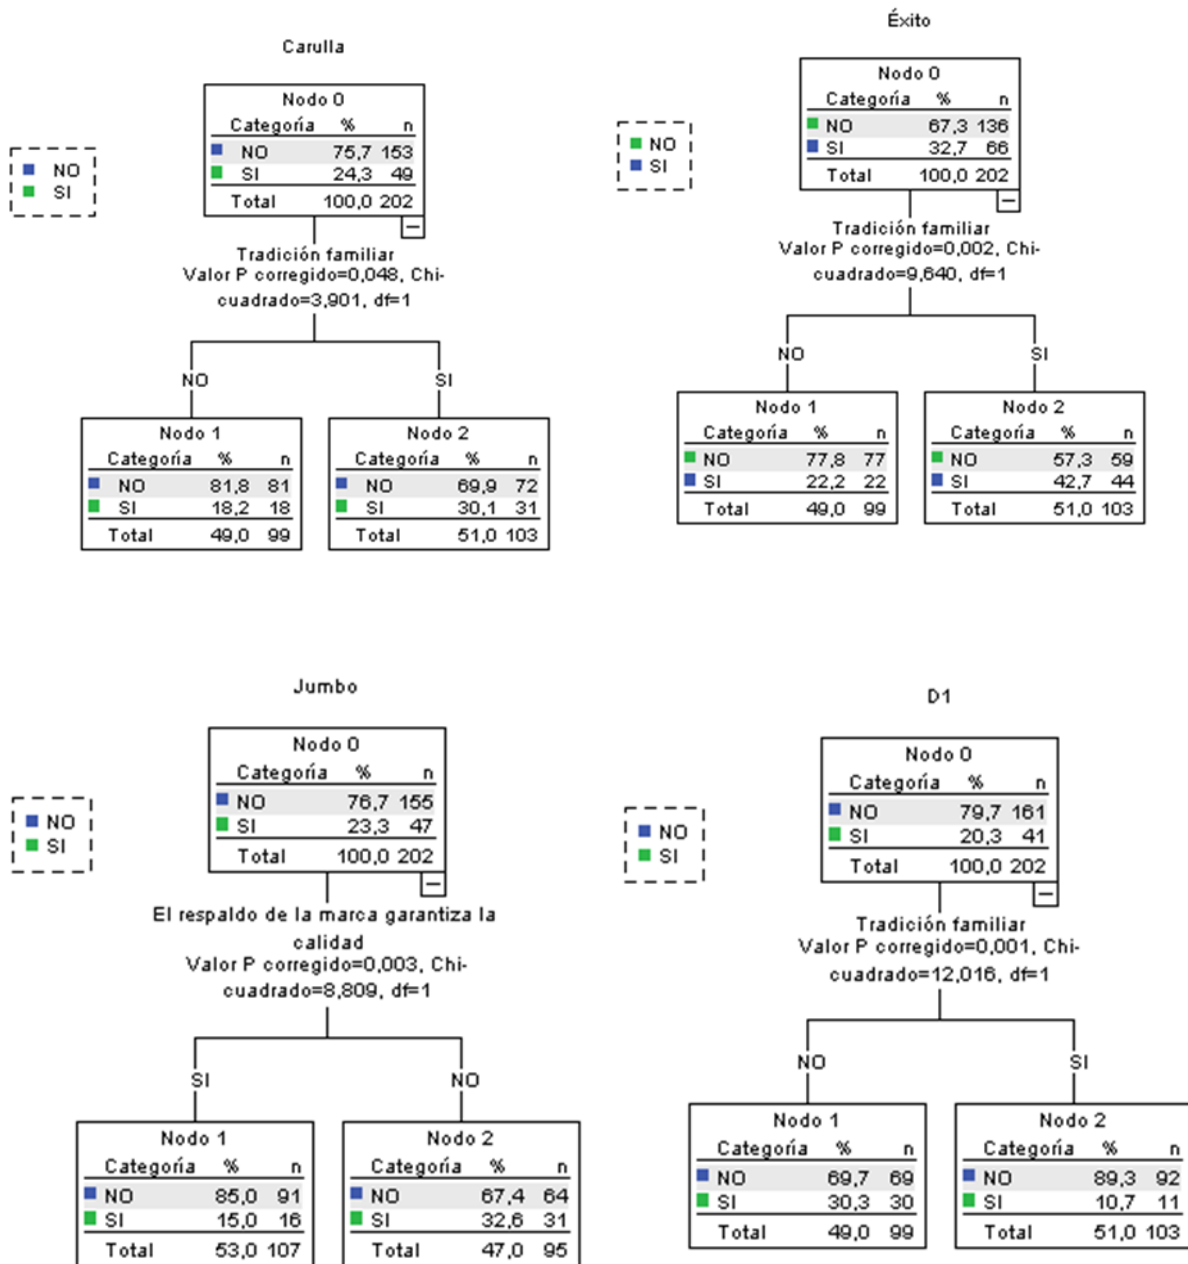 Carulla
Nodo 0
Categoría % n
NO 75,7 153
SI 24,3 49
Total 100,0 202
NO
SI
Tradición familiar
Valor P corregido=0,048, Chi-
cuadrado=3,901, df=1
NO
SI
Nodo 1
Categoría % n
NO 81,8 81
SI 18,2 18
Total 49,0 99
Nodo 2
Categoría % n
NO 69,9 72
SI 30,1 31
Total 51,0 103
Éxito
Nodo 0
Categoría % n
NO 67,3 136
SI 32,7 66
Total 100,0 202
NO
SI
Tradición familiar
Valor P corregido=0,002, Chi-
cuadrado=9,640, df=1
NO
SI
Nodo 1
Categoría % n
NO 77,8 77
SI 22,2 22
Total 49,0 99
Nodo 2
Categoría % n
NO 57,3 59
SI 42,7 44
Total 51,0 103
Jumbo
Nodo 0
Categoría % n
NO 76,7 155
SI 23,3 47
Total 100,0 202
NO
SI
El respaldo de la marca garantiza la
calidad
Valor P corregido=0,003, Chi-
cuadrado=8,809, df=1
SI
NO
Nodo 1
Categoría % n
NO 85,0 91
SI 15,0 16
Total 53,0 107
Nodo 2
Categoría % n
NO 67,4 64
SI 32,6 31
Total 47,0 95
D1
Nodo 0
Categoría % n
NO 79,7 161
SI 20,3 41
Total 100,0 202
NO
SI
Tradición familiar
Valor P corregido=0,001, Chi-
cuadrado=12,016, df=1
NO
SI
Nodo 1
Categoría % n
NO 69,7 69
SI 30,3 30
Total 49,0 99
Nodo 2
Categoría % n
NO 89,3 92
SI 10,7 11
Total 51,0 103